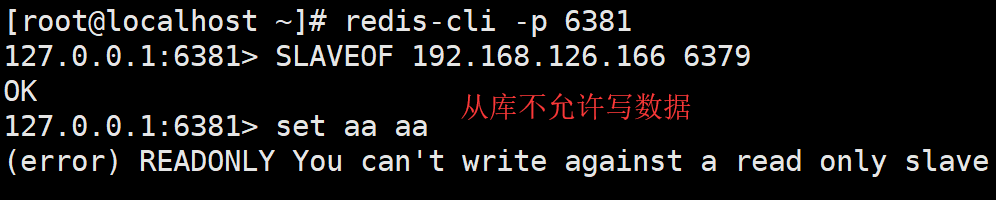 [root@localhost ~]# redis-cli -p 6381
127.0.0.1:6381> SLAVEOF 192.168.126.166 6379
OK
从库不允许写数据
127.0.0.1:6381> set aa aa
(error) READONLY You can't write against a read only slave